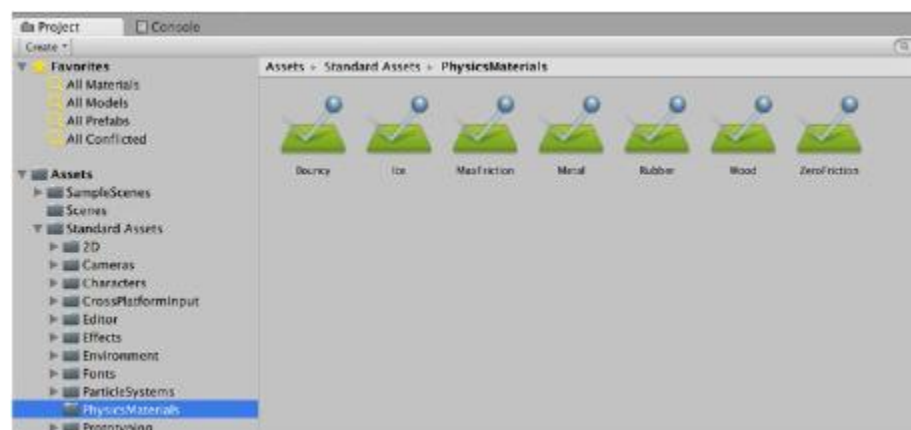 Project Console
Create
Favorites
All Materials
All Models
All Prefabs
All Conflicted
Assets
SampleScenes
Scenes
Standard Assets
2D
Cameras
Characters
CrossPlatformInput
Editor
Effects
Environment
Fonts
ParticleSystems
PhysicsMaterials
Prototyping
Assets Standard Assets PhysicsMaterials
Bouncy Ice MaxFriction Metal Rubber Wood ZeroFriction